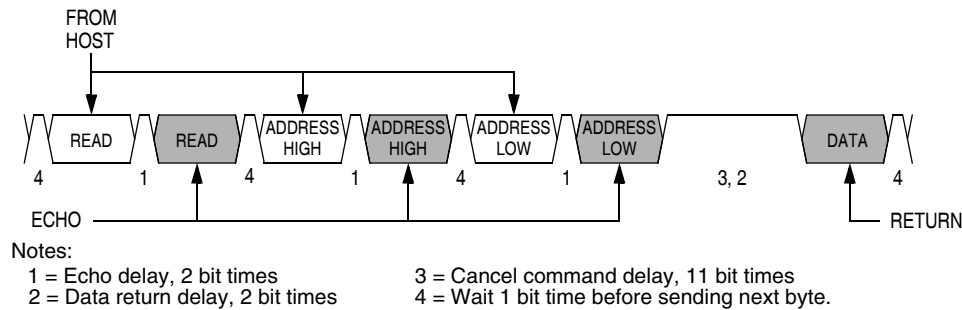 FROM
HOST
READ READ ADDRESS HIGH ADDRESS HIGH ADDRESS LOW ADDRESS LOW DATA
4 1 4 1 4 1 3, 2 4
ECHO RETURN
Notes:
1 = Echo delay, 2 bit times 3 = Cancel command delay, 11 bit times
2 = Data return delay, 2 bit times 4 = Wait 1 bit time before sending next byte.